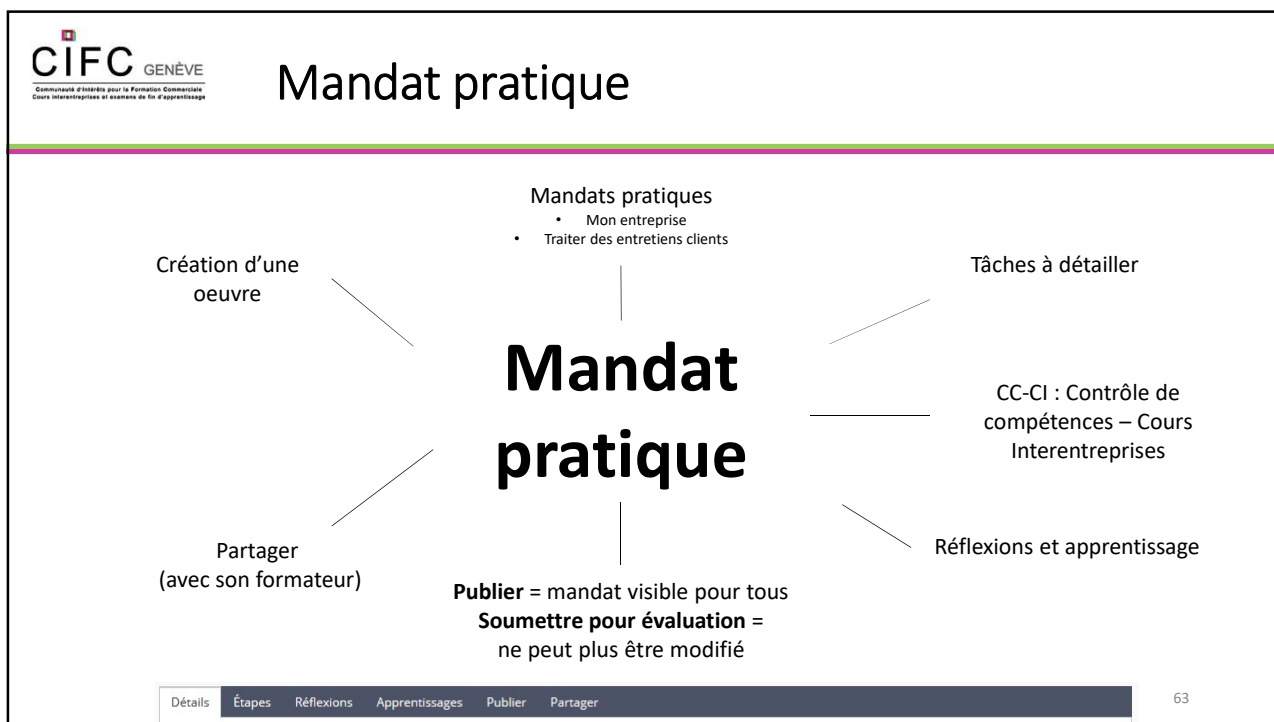 CIFC GENÈVE
Communauté d'Intérêts pour la Formation Commerciale
Cours interentreprises et examens de fin d'apprentissage
Mandat pratique
Mandats pratiques
• Mon entreprise
• Traiter des entretiens clients
Création d'une
oeuvre
Tâches à détailler
Mandat
pratique
CC-CI : Contrôle de
compétences – Cours
Interentreprises
Réflexions et apprentissage
Partager
(avec son formateur)
Publier = mandat visible pour tous
Soumettre pour évaluation =
ne peut plus être modifié
Détails Étapes Réflexions Apprentissages Publier Partager
63